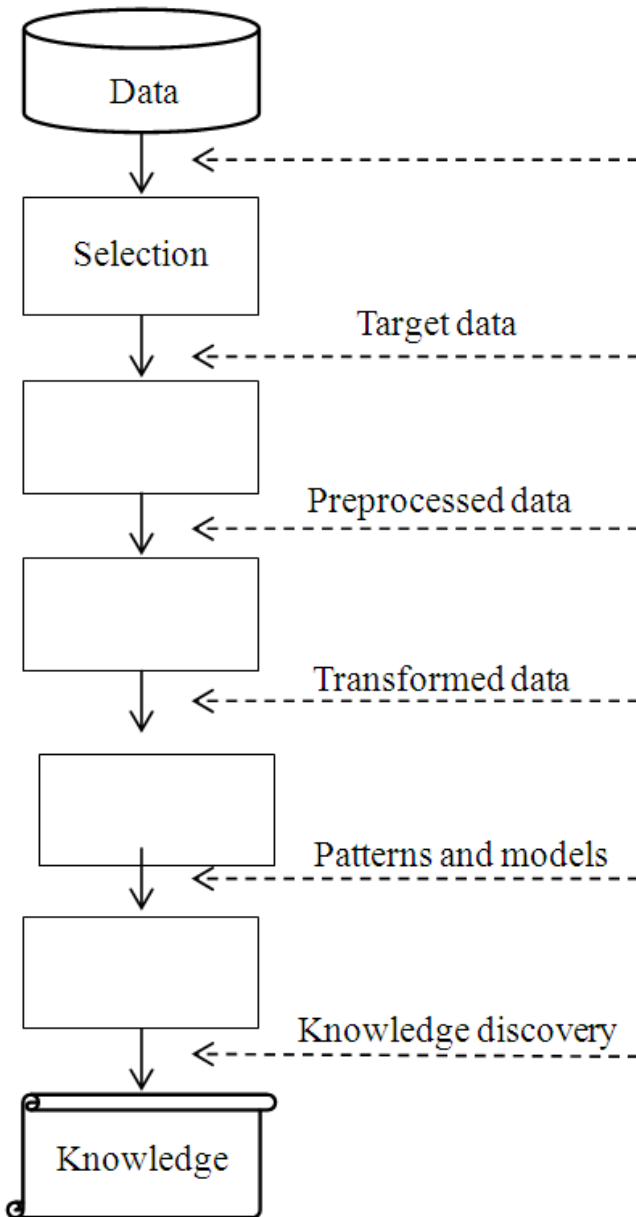 Data
Selection
Target data
Preprocessed data
Transformed data
Patterns and models
Knowledge discovery
Knowledge